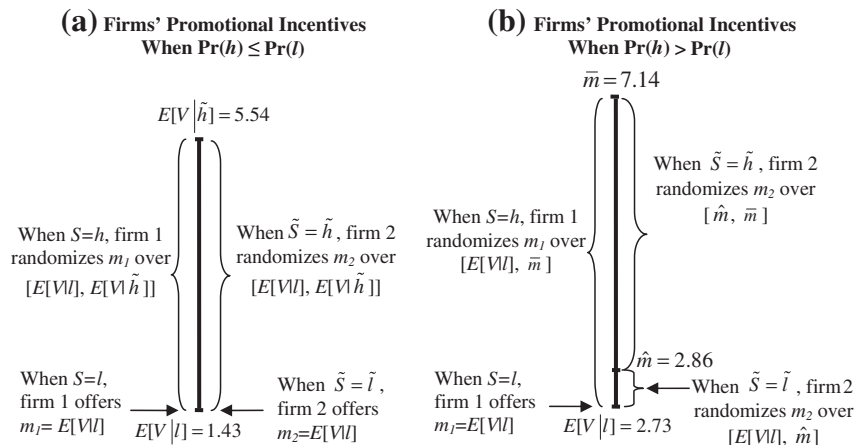 (a) Firms' Promotional Incentives
When Pr(h) ≤ Pr(l)
E[V|h̃] = 5.54
When S=h, firm 1
randomizes m₁ over
[E[V|l], E[V|h̃]]
When S̃ = h̃, firm 2
randomizes m₂ over
[E[V|l], E[V|h̃]]
When S=l,
firm 1 offers
m₁= E[V|l]
E[V|l] = 1.43
When S̃ = l̃,
firm 2 offers
m₂=E[V|l]
(b) Firms' Promotional Incentives
When Pr(h) > Pr(l)
m̄ = 7.14
When S=h, firm 1
randomizes m₁ over
[E[V|l], m̄ ]
When S̃ = h̃, firm 2
randomizes m₂ over
[ m̂, m̄ ]
m̂ = 2.86
When S=l,
firm 1 offers
m₁=E[V|l]
E[V|l] = 2.73
When S̃ = l̃, firm2
randomizes m₂ over
[E[V|l], m̂ ]